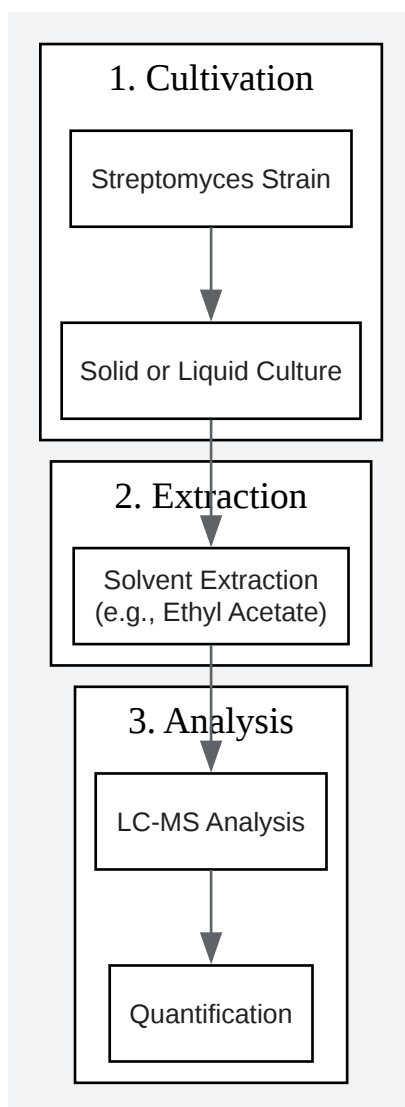 1. Cultivation
Streptomyces Strain
Solid or Liquid Culture
2. Extraction
Solvent Extraction
(e.g., Ethyl Acetate)
3. Analysis
LC-MS Analysis
Quantification